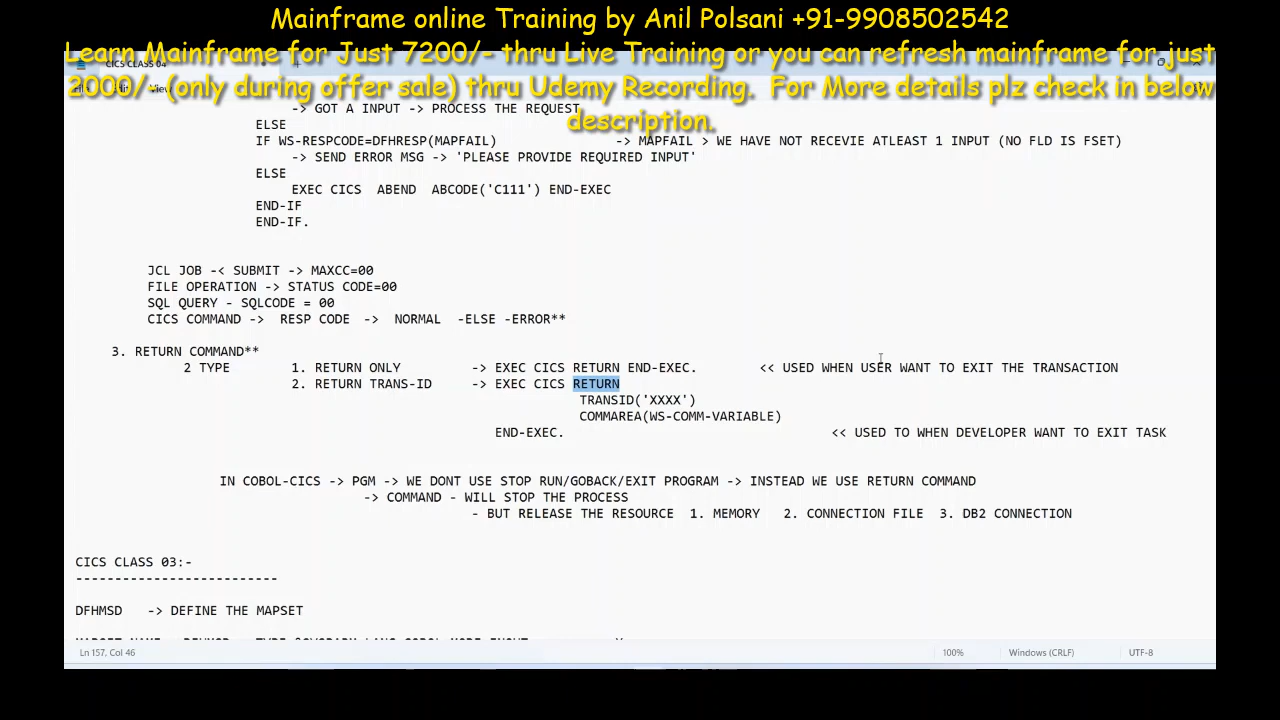 Mainframe online Training by Anil Polsani +91-9908502542
Learn Mainframe for Just 7200/- thru Live Training or you can refresh mainframe for just
2000/- (only during offer sale) thru Udemy Recording. For More details plz check in below
description.
CICS CLASS 04
File Edit View
-> GOT A INPUT -> PROCESS THE REQUEST
ELSE
IF WS-RESPCODE=DFHRESP(MAPFAIL) -> MAPFAIL > WE HAVE NOT RECEVIE ATLEAST 1 INPUT (NO FLD IS FSET)
-> SEND ERROR MSG -> 'PLEASE PROVIDE REQUIRED INPUT'
ELSE
EXEC CICS ABEND ABCODE('C111') END-EXEC
END-IF
END-IF.
JCL JOB -< SUBMIT -> MAXCC=00
FILE OPERATION -> STATUS CODE=00
SQL QUERY - SQLCODE = 00
CICS COMMAND -> RESP CODE -> NORMAL -ELSE -ERROR**
3. RETURN COMMAND**
2 TYPE 1. RETURN ONLY -> EXEC CICS RETURN END-EXEC. << USED WHEN USER WANT TO EXIT THE TRANSACTION
2. RETURN TRANS-ID -> EXEC CICS RETURN
TRANSID('XXXX')
COMMAREA(WS-COMM-VARIABLE)
END-EXEC. << USED TO WHEN DEVELOPER WANT TO EXIT TASK
IN COBOL-CICS -> PGM -> WE DONT USE STOP RUN/GOBACK/EXIT PROGRAM -> INSTEAD WE USE RETURN COMMAND
-> COMMAND - WILL STOP THE PROCESS
- BUT RELEASE THE RESOURCE 1. MEMORY 2. CONNECTION FILE 3. DB2 CONNECTION
CICS CLASS 03:-
--------------------------
DFHMSD -> DEFINE THE MAPSET
Ln 157, Col 46 100% Windows (CRLF) UTF-8